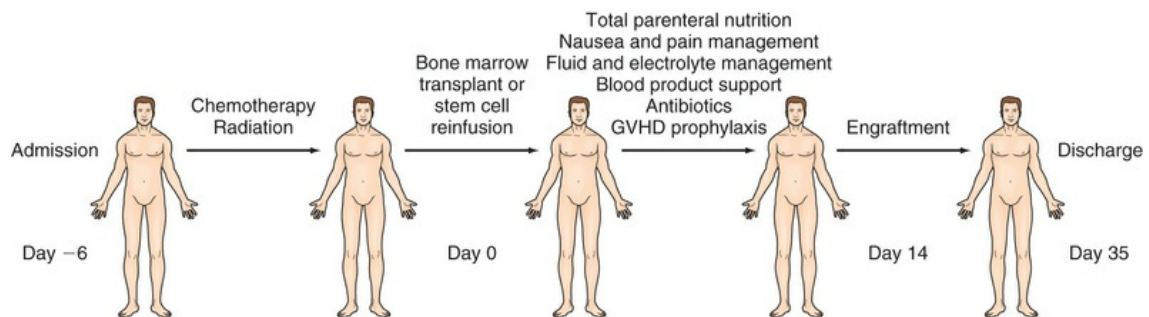 Admission
Chemotherapy
Radiation
Bone marrow
transplant or
stem cell
reinfusion
Total parenteral nutrition
Nausea and pain management
Fluid and electrolyte management
Blood product support
Antibiotics
GVHD prophylaxis
Engraftment
Discharge
Day −6
Day 0
Day 14
Day 35